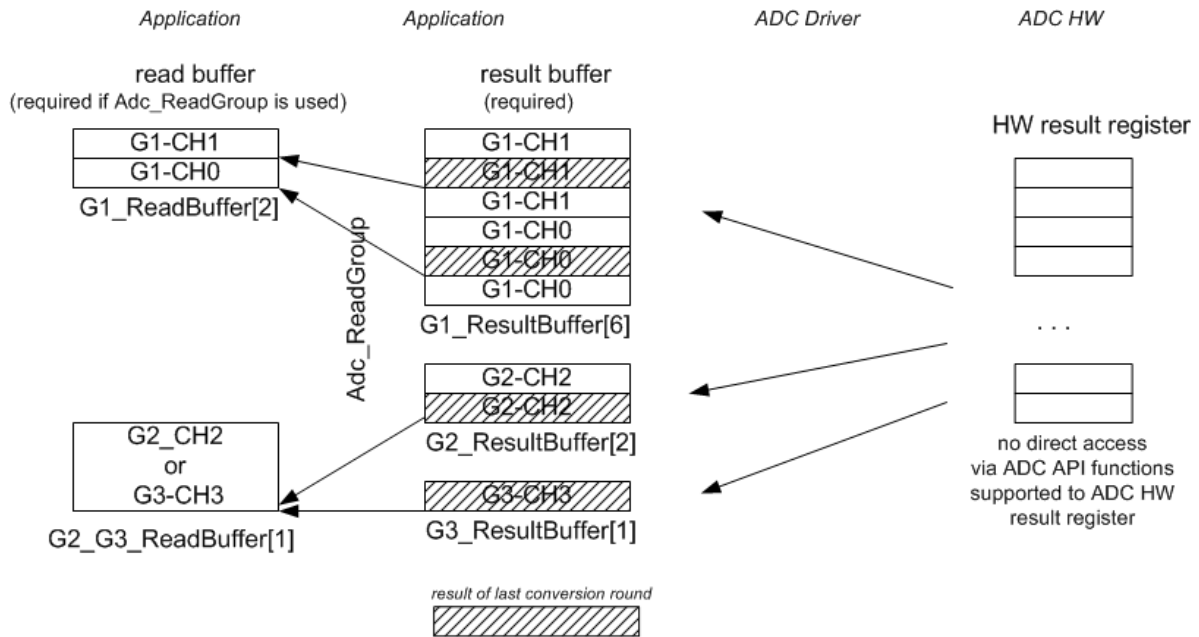 Application
Application
ADC Driver
ADC HW
read buffer
(required if Adc_ReadGroup is used)
G1-CH1
G1-CH0
G1_ReadBuffer[2]
result buffer
(required)
G1-CH1
G1-CH1
G1-CH1
G1-CH0
G1-CH0
G1-CH0
G1_ResultBuffer[6]
HW result register
. . .
Adc_ReadGroup
G2-CH2
G2-CH2
G2_ResultBuffer[2]
G2_CH2
or
G3-CH3
G2_G3_ReadBuffer[1]
G3-CH3
G3_ResultBuffer[1]
no direct access
via ADC API functions
supported to ADC HW
result register
result of last conversion round